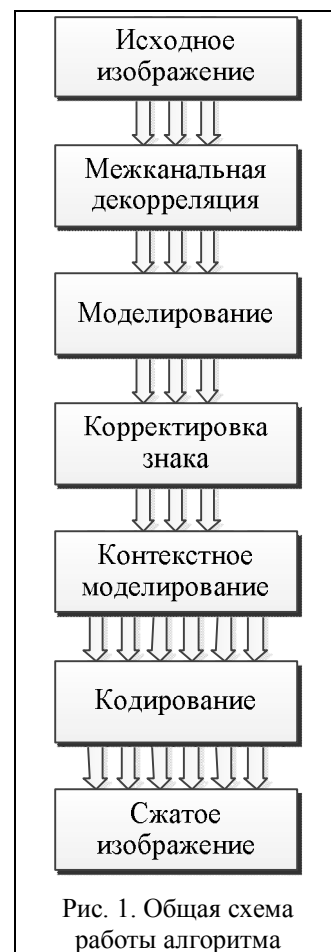 Исходное
изображение
Межканальная
декорреляция
Моделирование
Корректировка
знака
Контекстное
моделирование
Кодирование
Сжатое
изображение
Рис. 1. Общая схема
работы алгоритма